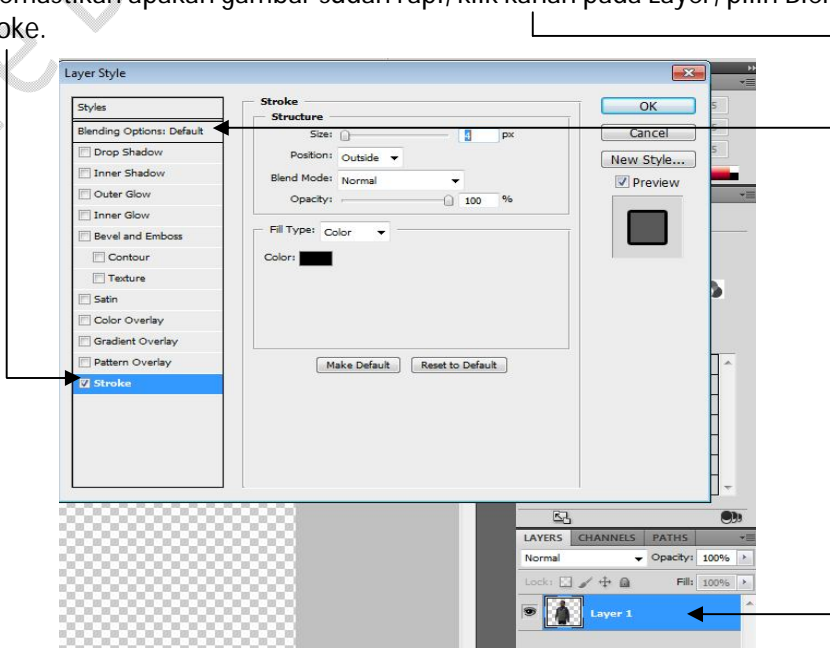 apakah gambar sudah rapi, klik kanan pada Layer, pilih
oke.
Layer Style
Styles
Blending Options: Default
Drop Shadow
Inner Shadow
Outer Glow
Inner Glow
Bevel and Emboss
Contour
Texture
Satin
Color Overlay
Gradient Overlay
Pattern Overlay
Stroke
Stroke
Structure
Size: 4 px
Position: Outside
Blend Mode: Normal
Opacity: 100 %
Fill Type: Color
Color:
Make Default Reset to Default
OK
Cancel
New Style...
Preview
LAYERS CHANNELS PATHS
Normal Opacity: 100%
Lock: Fill: 100%
Layer 1